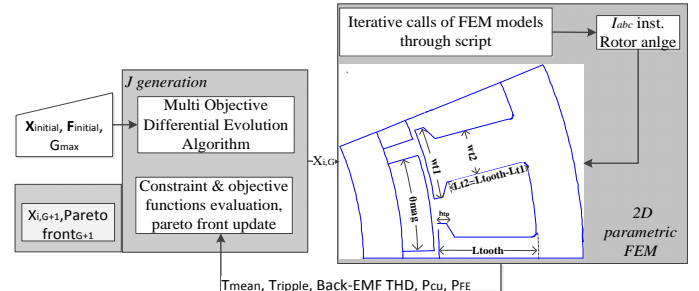 Iterative calls of FEM models
through script
Iabc inst.
Rotor anlge
J generation
Xinitial, Finitial,
Gmax
Multi Objective
Differential Evolution
Algorithm
Xi,G
Constraint & objective
functions evaluation,
pareto front update
Xi,G+1,Pareto
frontG+1
wt1
wt2
Lt2=Ltooth-Lt1
θmag
htg
Ltooth
2D
parametric
FEM
Tmean, Tripple, Back-EMF THD, Pcu, PFE